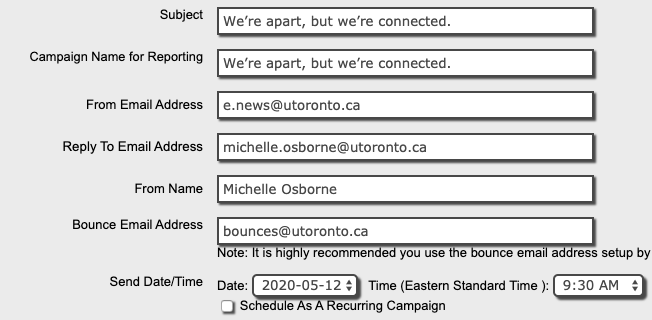 Subject We're apart, but we're connected.
Campaign Name for Reporting We're apart, but we're connected.
From Email Address e.news@utoronto.ca
Reply To Email Address michelle.osborne@utoronto.ca
From Name Michelle Osborne
Bounce Email Address bounces@utoronto.ca
Note: It is highly recommended you use the bounce email address setup by
Send Date/Time Date: 2020-05-12 Time (Eastern Standard Time ): 9:30 AM
Schedule As A Recurring Campaign